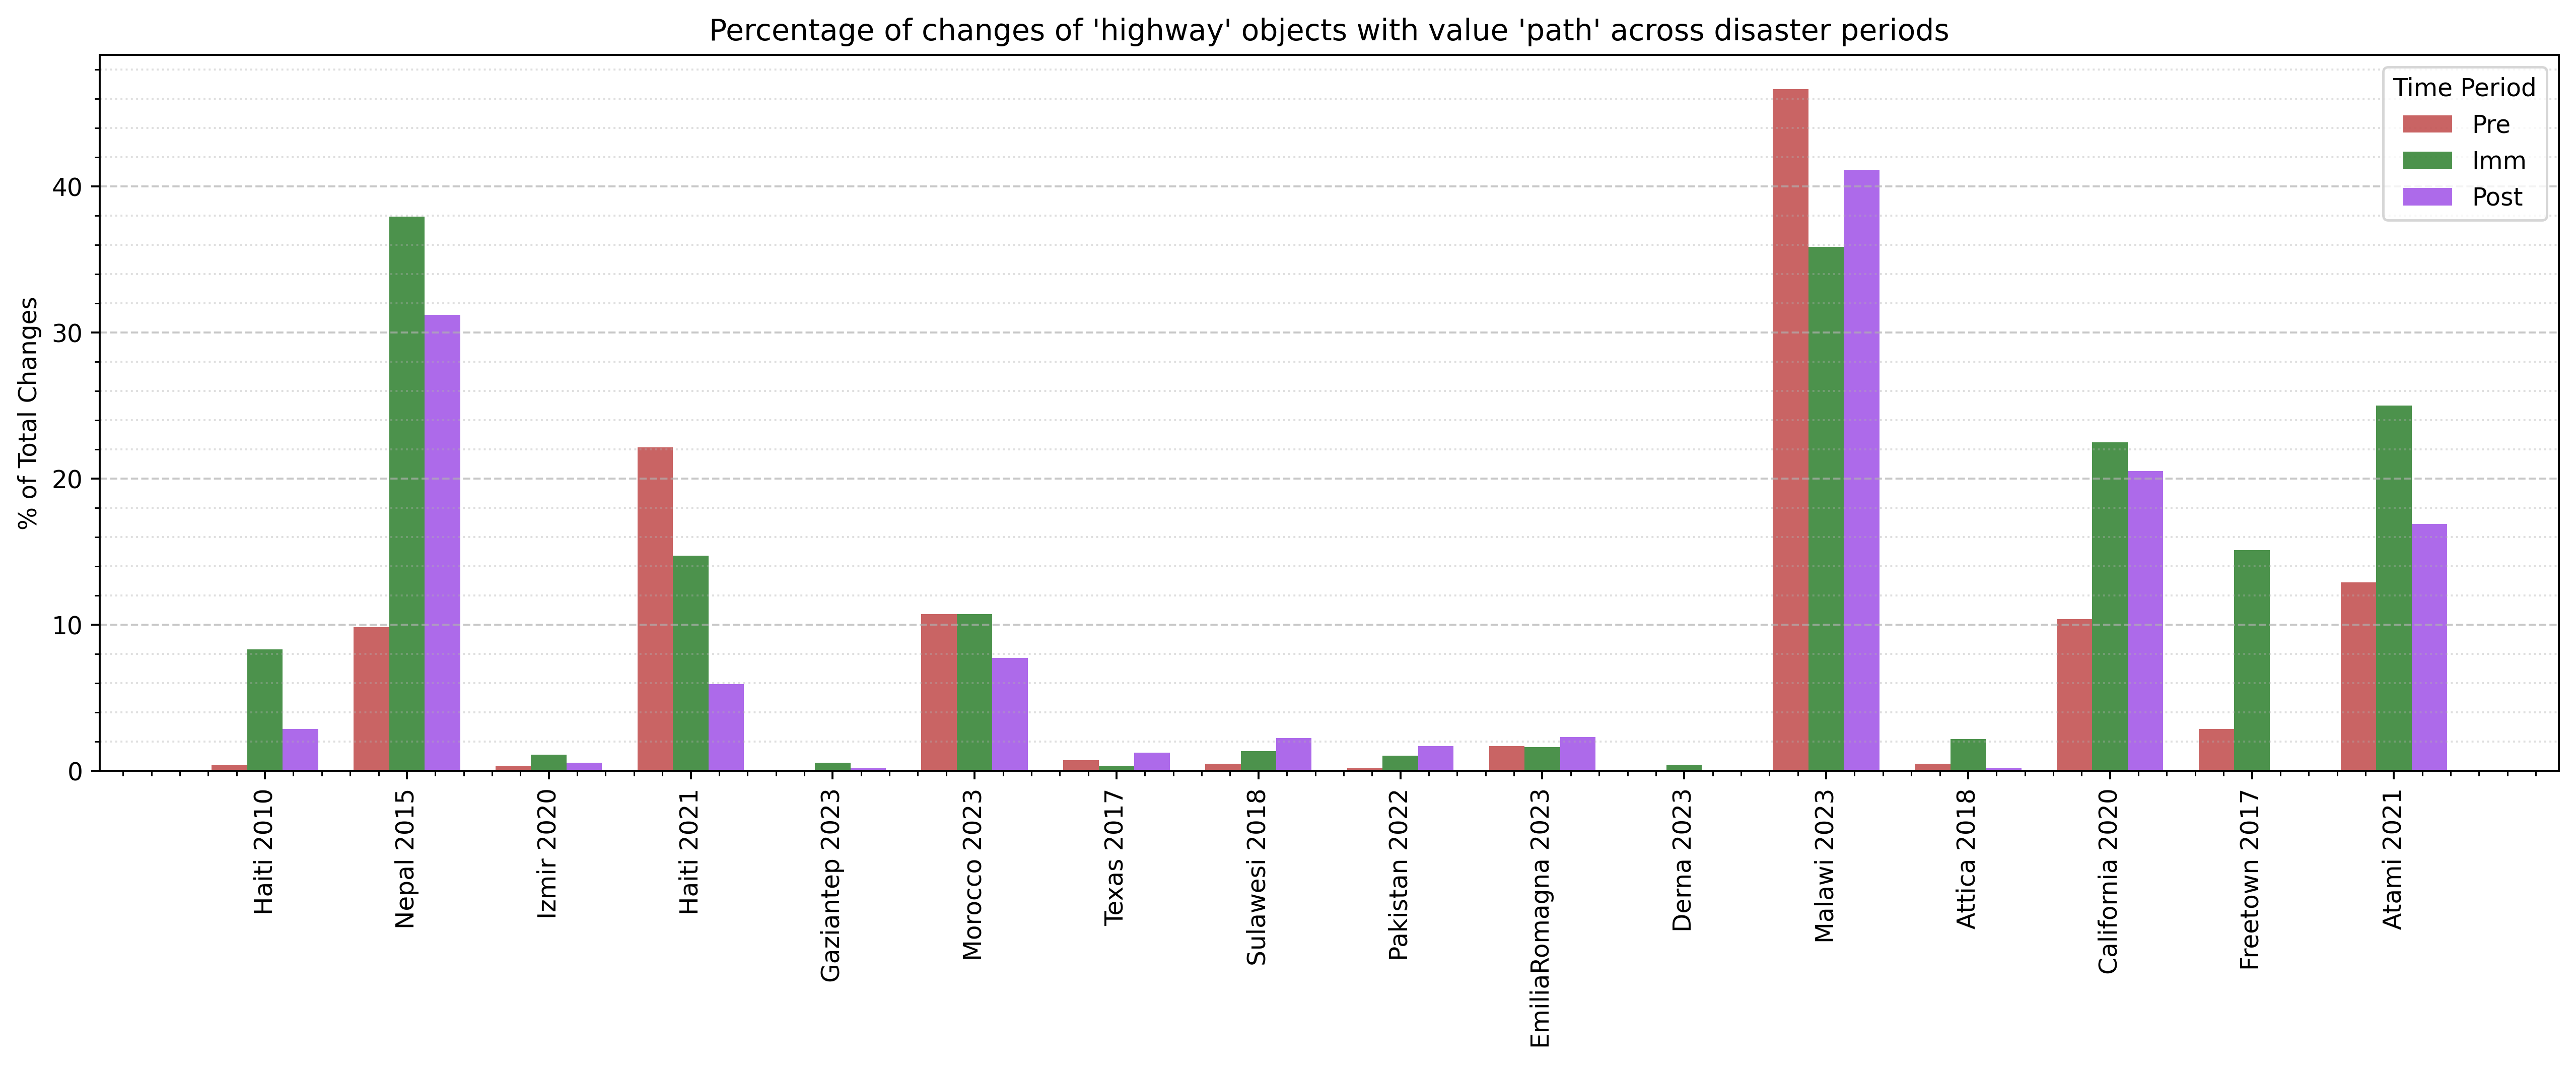 Percentage of changes of 'highway' objects with value 'path' across disaster periods
% of Total Changes
40
30
20
10
0
Time Period
Pre
Imm
Post
Haiti 2010
Nepal 2015
Izmir 2020
Haiti 2021
Gaziantep 2023
Morocco 2023
Texas 2017
Sulawesi 2018
Pakistan 2022
EmiliaRomagna 2023
Derna 2023
Malawi 2023
Attica 2018
California 2020
Freetown 2017
Atami 2021